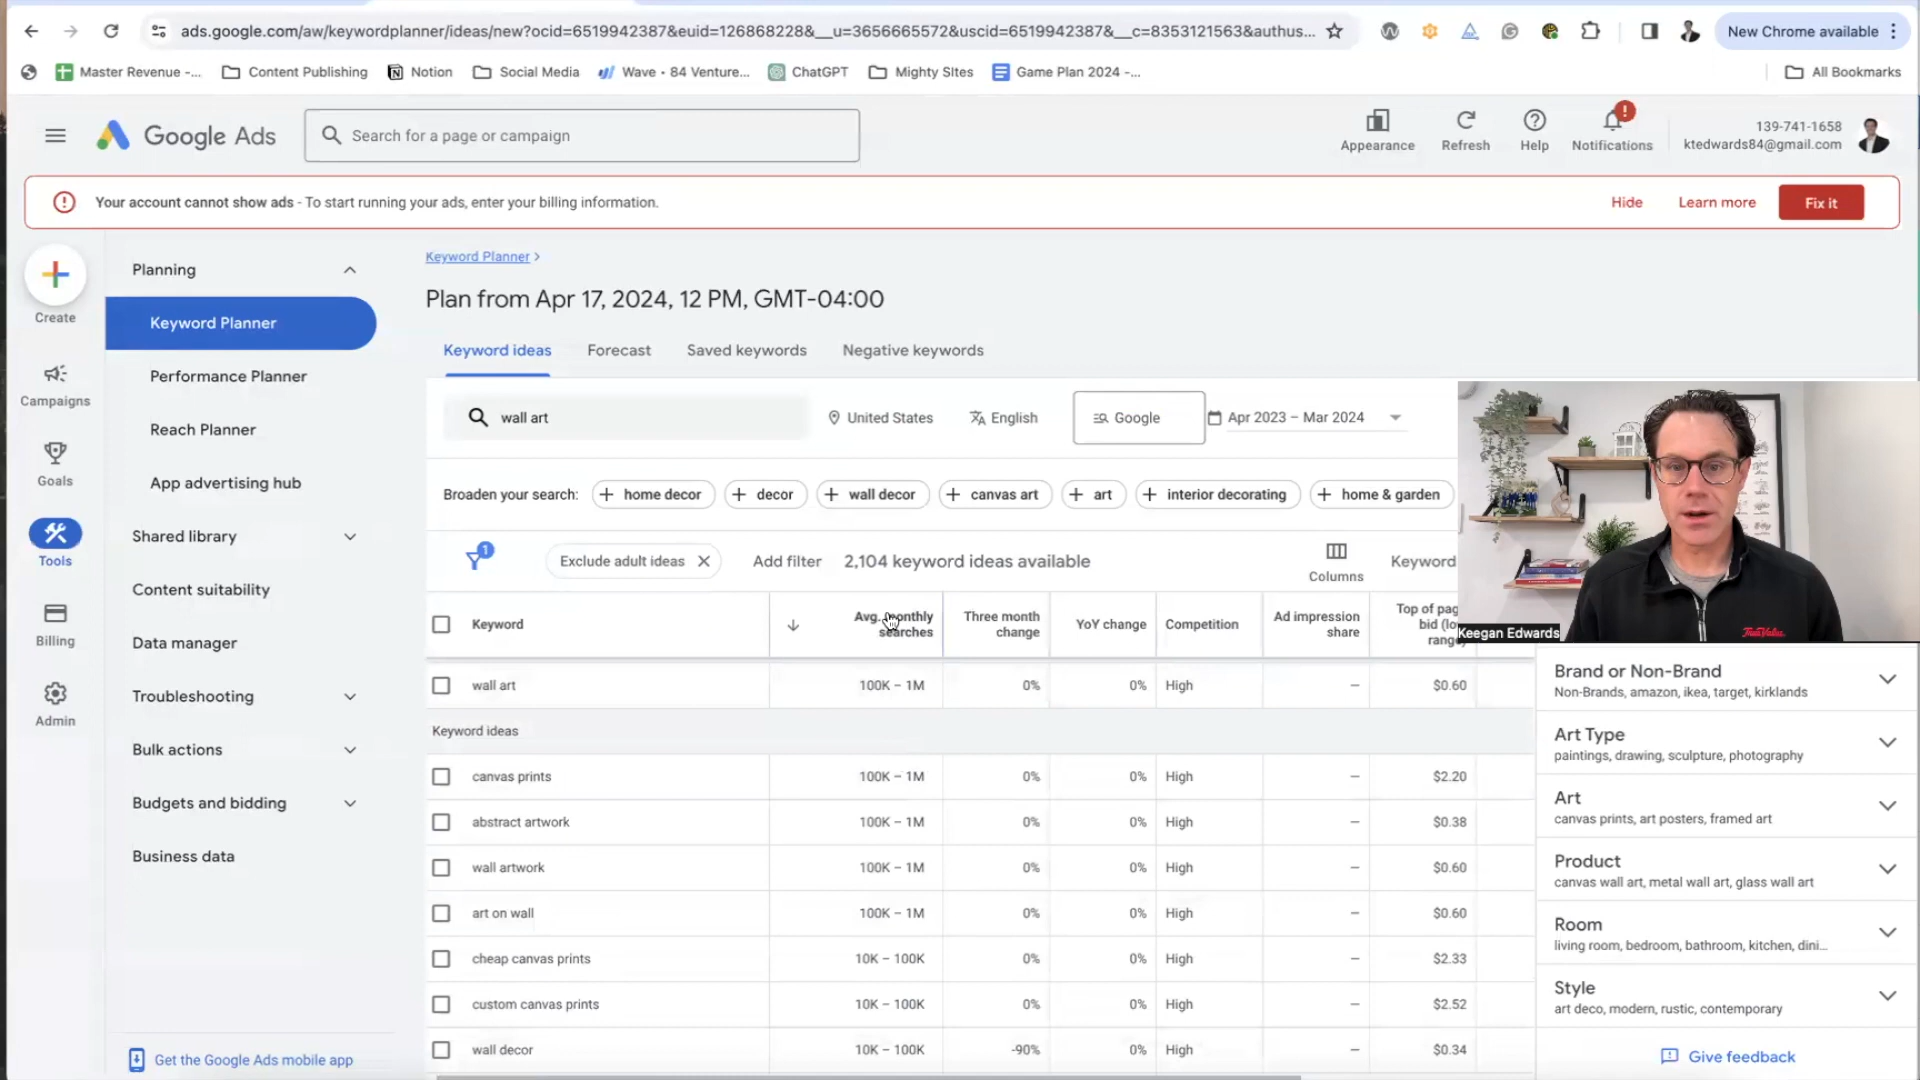 ads.google.com/aw/keywordplanner/ideas/new?ocid=6519942387&euid=126868228&__u=3656665572&uscid=6519942387&__c=8353121563&authus...
New Chrome available
Master Revenue -...
Content Publishing
Notion
Social Media
Wave • 84 Venture...
ChatGPT
Mighty SItes
Game Plan 2024 -...
All Bookmarks
Google Ads
Search for a page or campaign
Appearance
Refresh
Help
Notifications
139-741-1658
ktedwards84@gmail.com
Your account cannot show ads - To start running your ads, enter your billing information.
Hide
Learn more
Fix it
Create
Campaigns
Goals
Tools
Billing
Admin
Planning
Keyword Planner
Performance Planner
Reach Planner
App advertising hub
Shared library
Content suitability
Data manager
Troubleshooting
Bulk actions
Budgets and bidding
Business data
Get the Google Ads mobile app
Keyword Planner >
Plan from Apr 17, 2024, 12 PM, GMT-04:00
Keyword ideas
Forecast
Saved keywords
Negative keywords
wall art
United States
English
Google
Apr 2023 – Mar 2024
Broaden your search:
home decor
decor
wall decor
canvas art
art
interior decorating
home & garden
1
Exclude adult ideas
Add filter
2,104 keyword ideas available
Columns
Keyword
Keyword
Avg. monthly
searches
Three month
change
YoY change
Competition
Ad impression
share
Top of pag
bid (lo
range
wall art 100K – 1M 0% 0% High – $0.60
Keyword ideas
canvas prints 100K – 1M 0% 0% High – $2.20
abstract artwork 100K – 1M 0% 0% High – $0.38
wall artwork 100K – 1M 0% 0% High – $0.60
art on wall 100K – 1M 0% 0% High – $0.60
cheap canvas prints 10K – 100K 0% 0% High – $2.33
custom canvas prints 10K – 100K 0% 0% High – $2.52
wall decor 10K – 100K -90% 0% High – $0.34
Keegan Edwards
True Value
Brand or Non-Brand
Non-Brands, amazon, ikea, target, kirklands
Art Type
paintings, drawing, sculpture, photography
Art
canvas prints, art posters, framed art
Product
canvas wall art, metal wall art, glass wall art
Room
living room, bedroom, bathroom, kitchen, dini...
Style
art deco, modern, rustic, contemporary
Give feedback